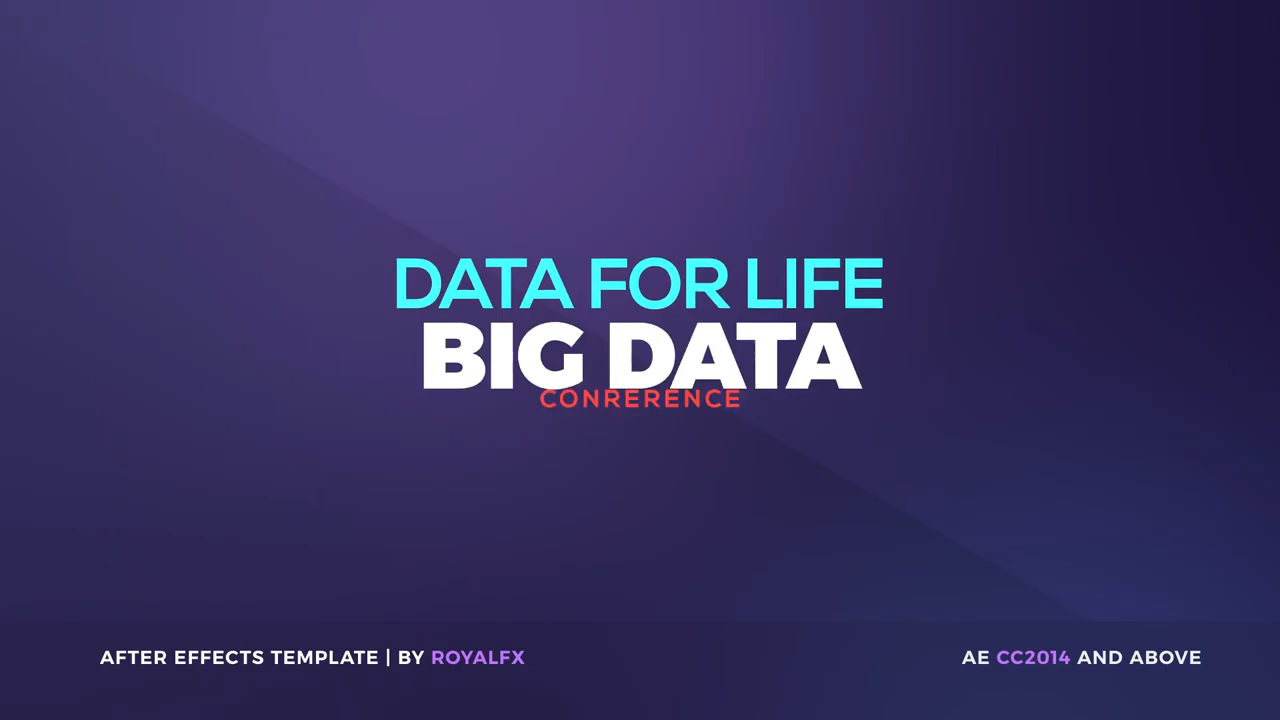 DATA FOR LIFE
BIG DATA
CONRERENCE
AFTER EFFECTS TEMPLATE | BY ROYALFX
AE CC2014 AND ABOVE